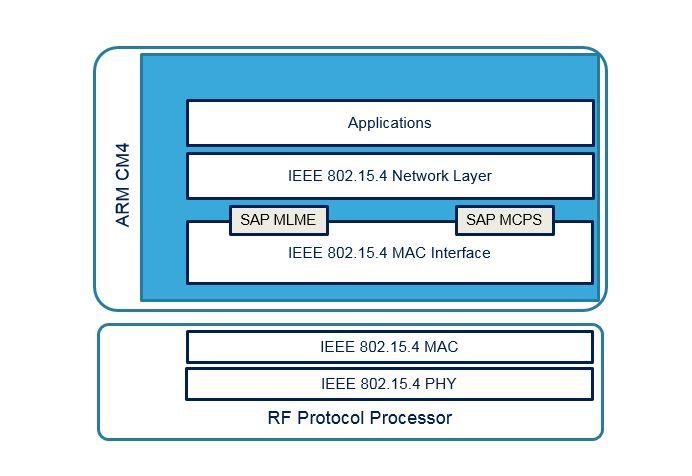 ARM CM4
Applications
IEEE 802.15.4 Network Layer
SAP MLME
SAP MCPS
IEEE 802.15.4 MAC Interface
IEEE 802.15.4 MAC
IEEE 802.15.4 PHY
RF Protocol Processor